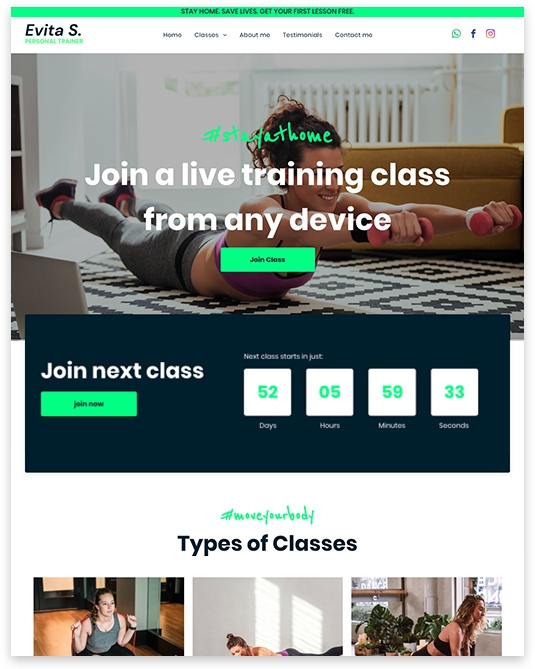 STAY HOME. SAVE LIVES. GET YOUR FIRST LESSON FREE.
Evita S.
PERSONAL TRAINER
Home Classes About me Testimonials Contact me
#stayathome
Join a live training class
from any device
Join Class
Join next class
join now
Next class starts in just:
52 05 59 33
Days Hours Minutes Seconds
#moveyourbody
Types of Classes